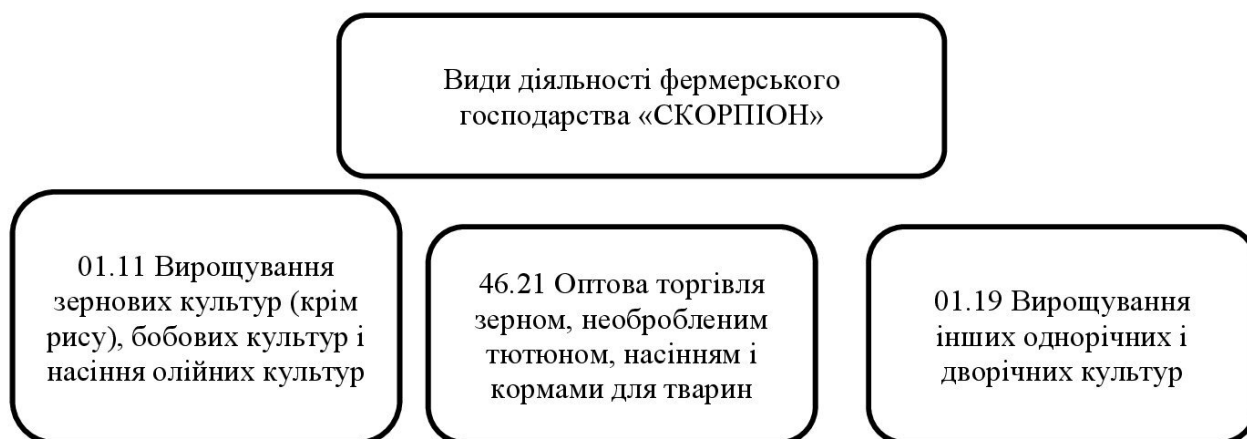 Види діяльності фермерського
господарства «СКОРПІОН»
01.11 Вирощування
зернових культур (крім
рису), бобових культур і
насіння олійних культур
46.21 Оптова торгівля
зерном, необробленим
тютюном, насінням і
кормами для тварин
01.19 Вирощування
інших однорічних і
дворічних культур